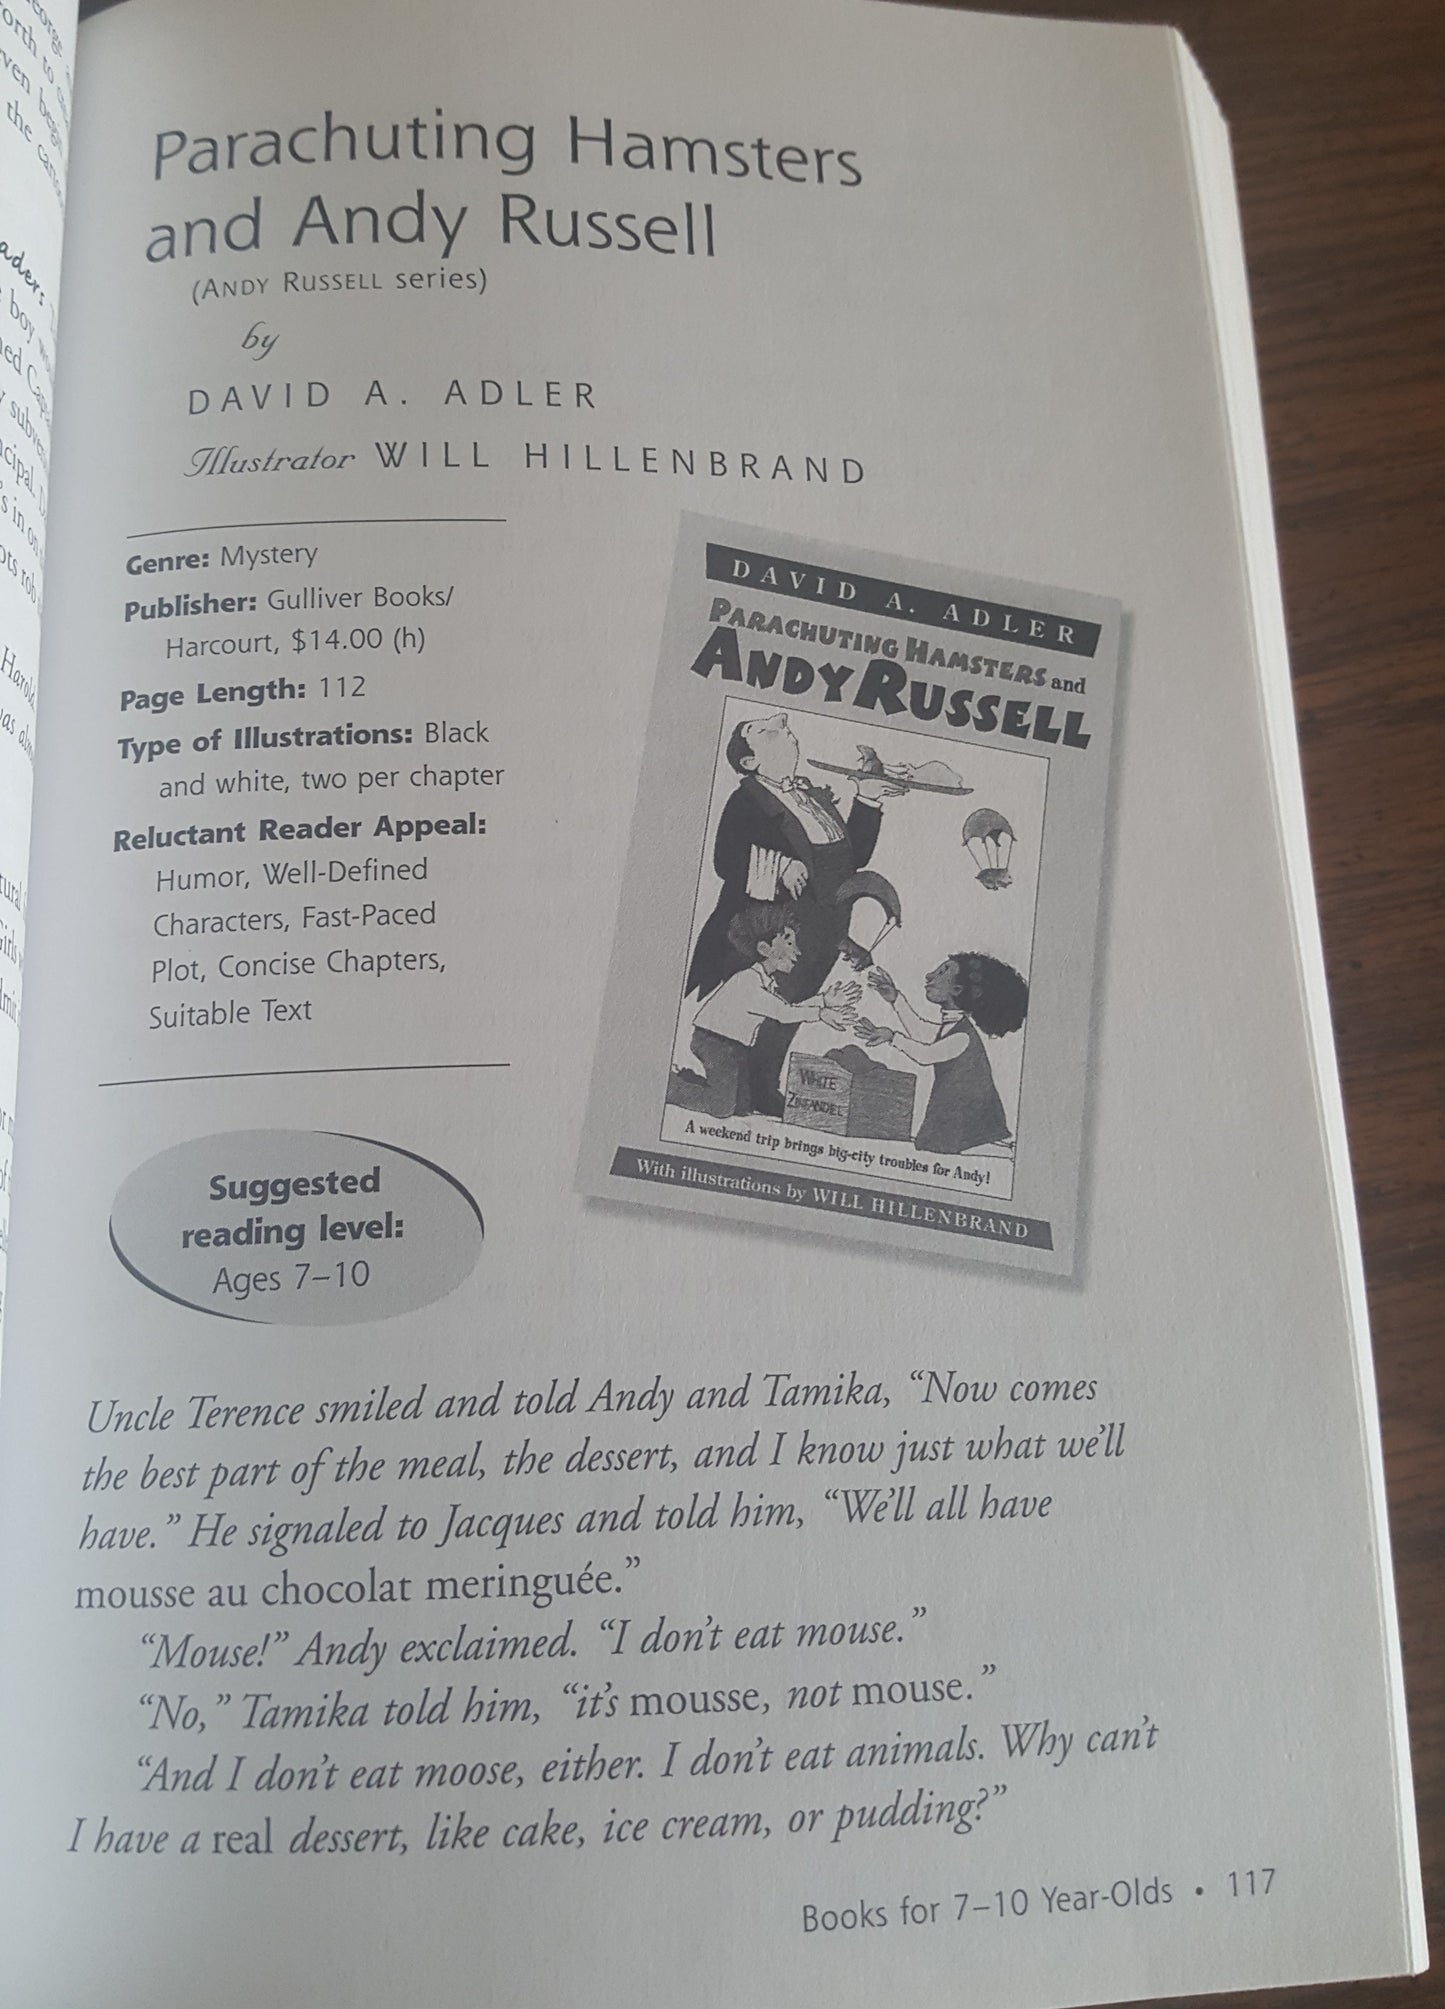 Parachuting Hamsters
and Andy Russell
(ANDY RUSSELL series)
by
DAVID A. ADLER
Illustrator WILL HILLENBRAND
Genre: Mystery
Publisher: Gulliver Books/
Harcourt, $14.00 (h)
Page Length: 112
Type of Illustrations: Black
and white, two per chapter
Reluctant Reader Appeal:
Humor, Well-Defined
Characters, Fast-Paced
Plot, Concise Chapters,
Suitable Text
Suggested
reading level:
Ages 7–10
DAVID A. ADLER
PARACHUTING HAMSTERS and
ANDY RUSSELL
WHITE
ZINFANDEL
A weekend trip brings big-city troubles for Andy!
With illustrations by WILL HILLENBRAND
Uncle Terence smiled and told Andy and Tamika, “Now comes
the best part of the meal, the dessert, and I know just what we’ll
have.” He signaled to Jacques and told him, “We’ll all have
mousse au chocolat meringuée.”
“Mouse!” Andy exclaimed. “I don’t eat mouse.”
“No,” Tamika told him, “it’s mousse, not mouse.”
“And I don’t eat moose, either. I don’t eat animals. Why can’t
I have a real dessert, like cake, ice cream, or pudding?”
Books for 7–10 Year-Olds • 117